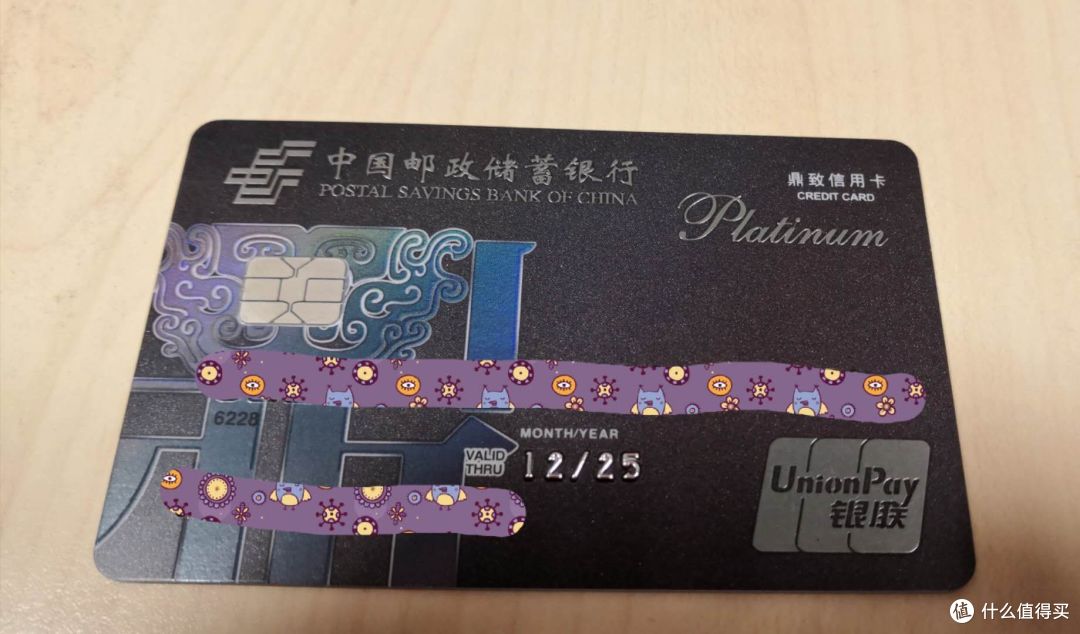 中国邮政储蓄银行
POSTAL SAVINGS BANK OF CHINA
鼎致信用卡
CREDIT CARD
Platinum
6228
MONTH/YEAR
VALID
THRU
12/25
UnionPay
银联
值 什么值得买